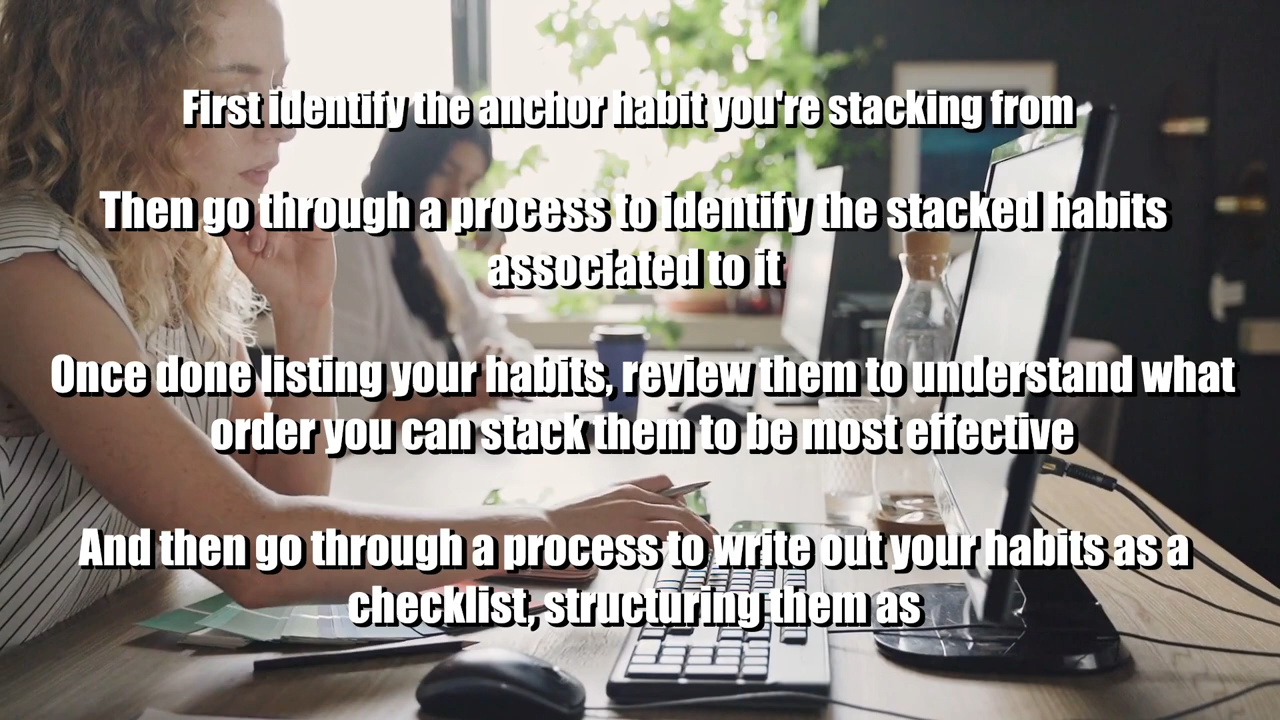 First identify the anchor habit you're stacking from
Then go through a process to identify the stacked habits
associated to it
Once done listing your habits, review them to understand what
order you can stack them to be most effective
And then go through a process to write out your habits as a
checklist, structuring them as